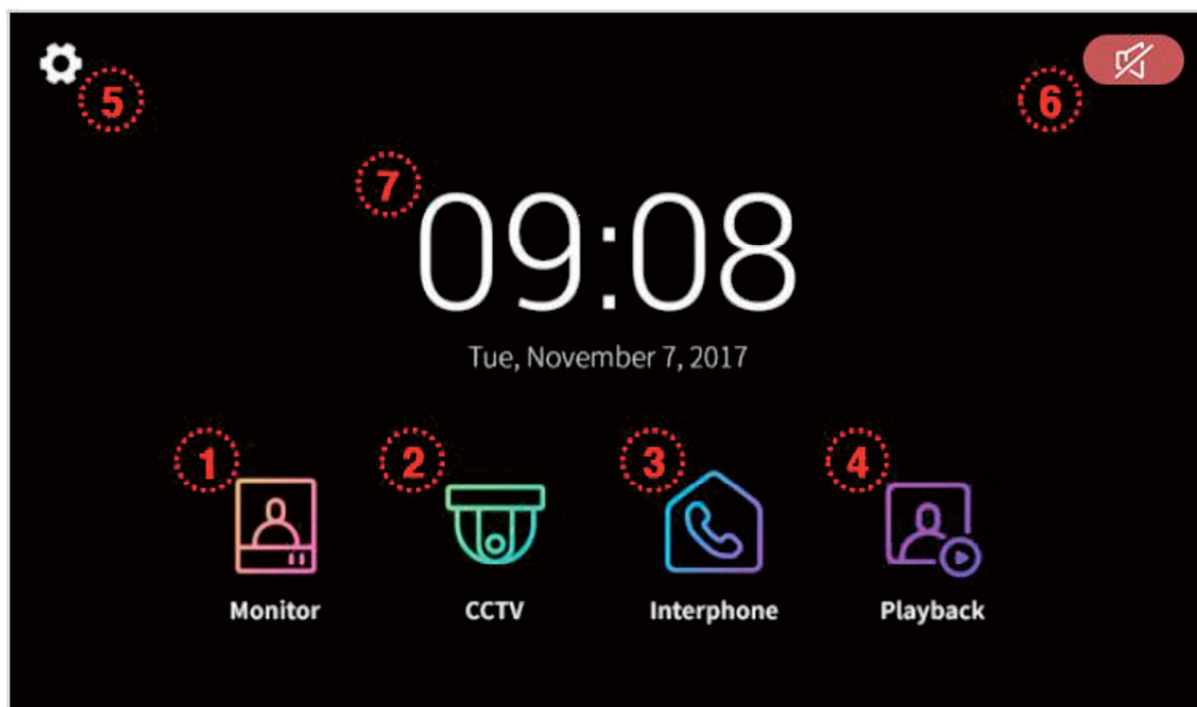 5
6
7
09:08
Tue, November 7, 2017
1 2 3 4
Monitor CCTV Interphone Playback